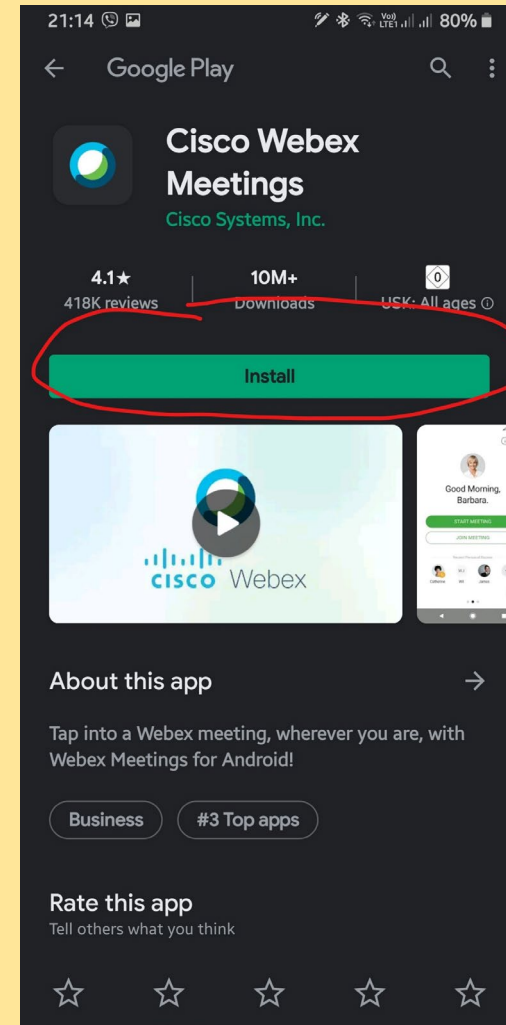 21:14 80%
Google Play
Cisco Webex
Meetings
Cisco Systems, Inc.
4.1★ 10M+ 0
418K reviews Downloads USK: All ages
Install
CISCO Webex
Good Morning,
Barbara.
START MEETING
JOIN MEETING
About this app
Tap into a Webex meeting, wherever you are, with
Webex Meetings for Android!
Business #3 Top apps
Rate this app
Tell others what you think